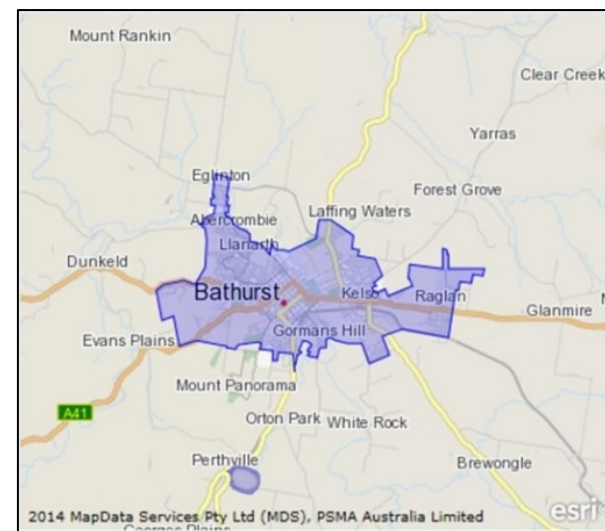 Mount Rankin
Clear Creek
Yarras
Eglinton
Forest Grove
Abercrombie
Laffing Waters
Llanarth
Dunkeld
Bathurst
Kelso
Raglan
Glanmire
Gormans Hill
Evans Plains
Mount Panorama
A41
Orton Park
White Rock
Perthville
Brewongle
Georges Plains
esri
2014 MapData Services Pty Ltd (MDS), PSMA Australia Limited